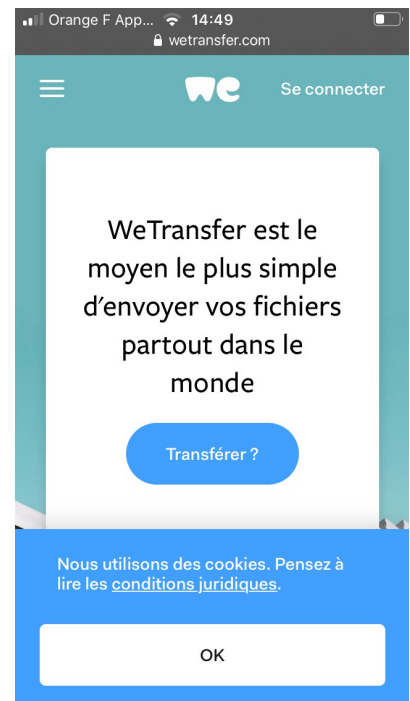 Orange F App... 14:49
wetransfer.com
we Se connecter
WeTransfer est le
moyen le plus simple
d'envoyer vos fichiers
partout dans le
monde
Transférer ?
Nous utilisons des cookies. Pensez à
lire les conditions juridiques.
OK